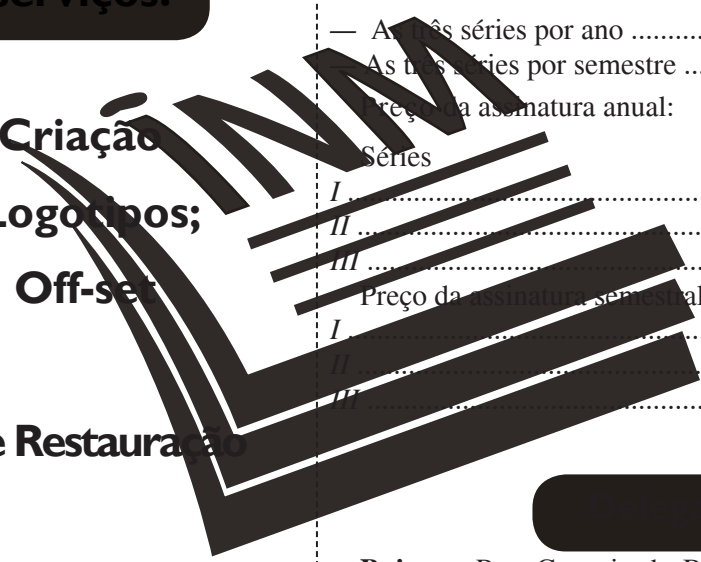 serviços:
Criação
Logotipos;
Off-set
e Restauração
INM
— As três séries por ano ..........
— As três séries por semestre ..
Preço da assinatura anual:
Séries
I ..................................................
II ................................................
III ...............................................
Preço da assinatura semestral
I ..................................................
II ................................................
III ...............................................